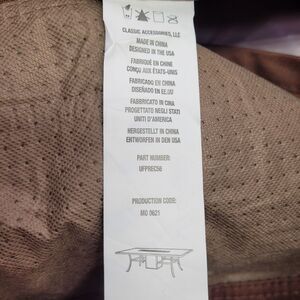 CLASSIC ACCESSORIES, LLC
MADE IN CHINA
DESIGNED IN THE USA
FABRIQUÉ EN CHINE
CONÇU AUX ÉTATS-UNIS
FABRICADO EN CHINA
DISEÑADO EN EE.UU
FABBRICATO IN CINA
PROGETTATO NEGLI STATI
UNITI D'AMERICA
HERGESTELLT IN CHINA
ENTWORFEN IN DEN USA
PART NUMBER:
UFPREC56
PRODUCTION CODE:
MO 0621